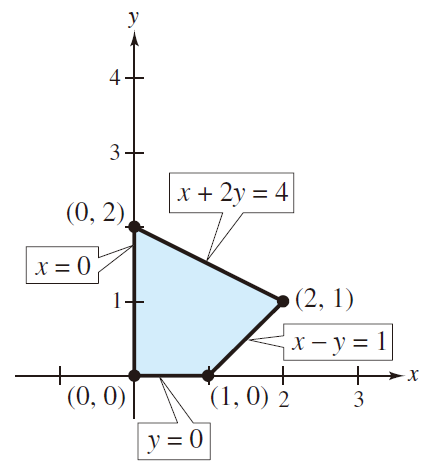 y
4
3
x + 2y = 4
(0, 2)
x = 0
1
(2, 1)
x – y = 1
x
(0, 0)
(1, 0)
2
3
y = 0